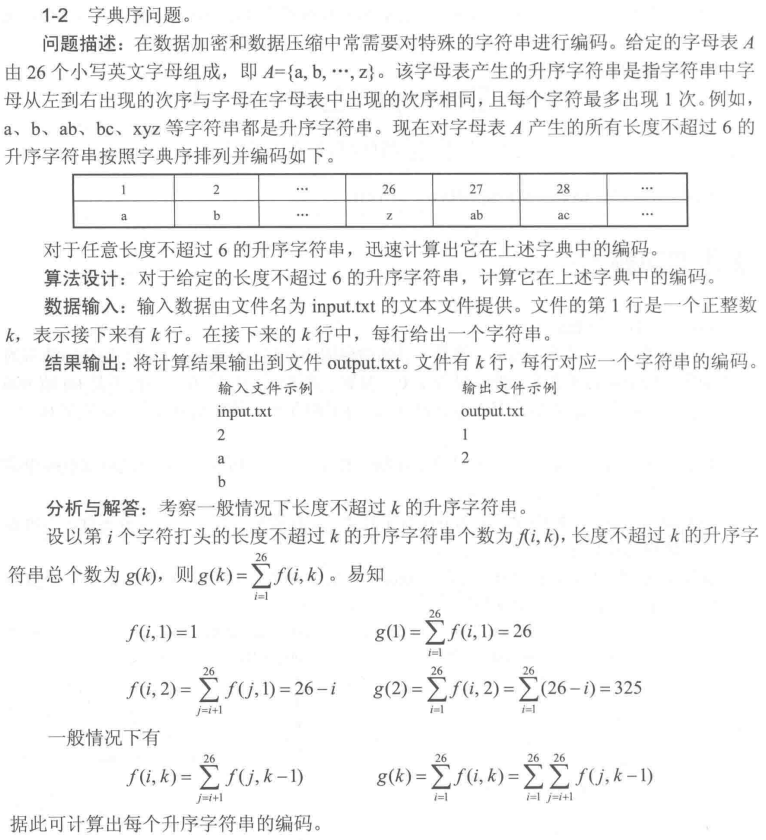 1-2 字典序问题。
问题描述：在数据加密和数据压缩中常需要对特殊的字符串进行编码。给定的字母表 A
由 26 个小写英文字母组成，即 A={a, b, ⋯, z}。该字母表产生的升序字符串是指字符串中字
母从左到右出现的次序与字母在字母表中出现的次序相同，且每个字符最多出现 1 次。例如，
a、b、ab、bc、xyz 等字符串都是升序字符串。现在对字母表 A 产生的所有长度不超过 6 的
升序字符串按照字典序排列并编码如下。
1 2 ⋯ 26 27 28 ⋯
a b ⋯ z ab ac ⋯
对于任意长度不超过 6 的升序字符串，迅速计算出它在上述字典中的编码。
算法设计：对于给定的长度不超过 6 的升序字符串，计算它在上述字典中的编码。
数据输入：输入数据由文件名为 input.txt 的文本文件提供。文件的第 1 行是一个正整数
k，表示接下来有 k 行。在接下来的 k 行中，每行给出一个字符串。
结果输出：将计算结果输出到文件 output.txt。文件有 k 行，每行对应一个字符串的编码。
输入文件示例 输出文件示例
input.txt output.txt
2 1
a 2
b
分析与解答：考察一般情况下长度不超过 k 的升序字符串。
设以第 i 个字符打头的长度不超过 k 的升序字符串个数为 f(i, k)，长度不超过 k 的升序字
符串总个数为 g(k)，则 g(k)=∑_{i=1}^{26} f(i, k)。易知
f(i,1)=1 g(1)=∑_{i=1}^{26} f(i,1)=26
f(i,2)=∑_{j=i+1}^{26} f(j,1)=26−i g(2)=∑_{i=1}^{26} f(i,2)=∑_{i=1}^{26} (26−i)=325
一般情况下有
f(i,k)=∑_{j=i+1}^{26} f(j,k−1) g(k)=∑_{i=1}^{26} f(i,k)=∑_{i=1}^{26} ∑_{j=i+1}^{26} f(j,k−1)
据此可计算出每个升序字符串的编码。